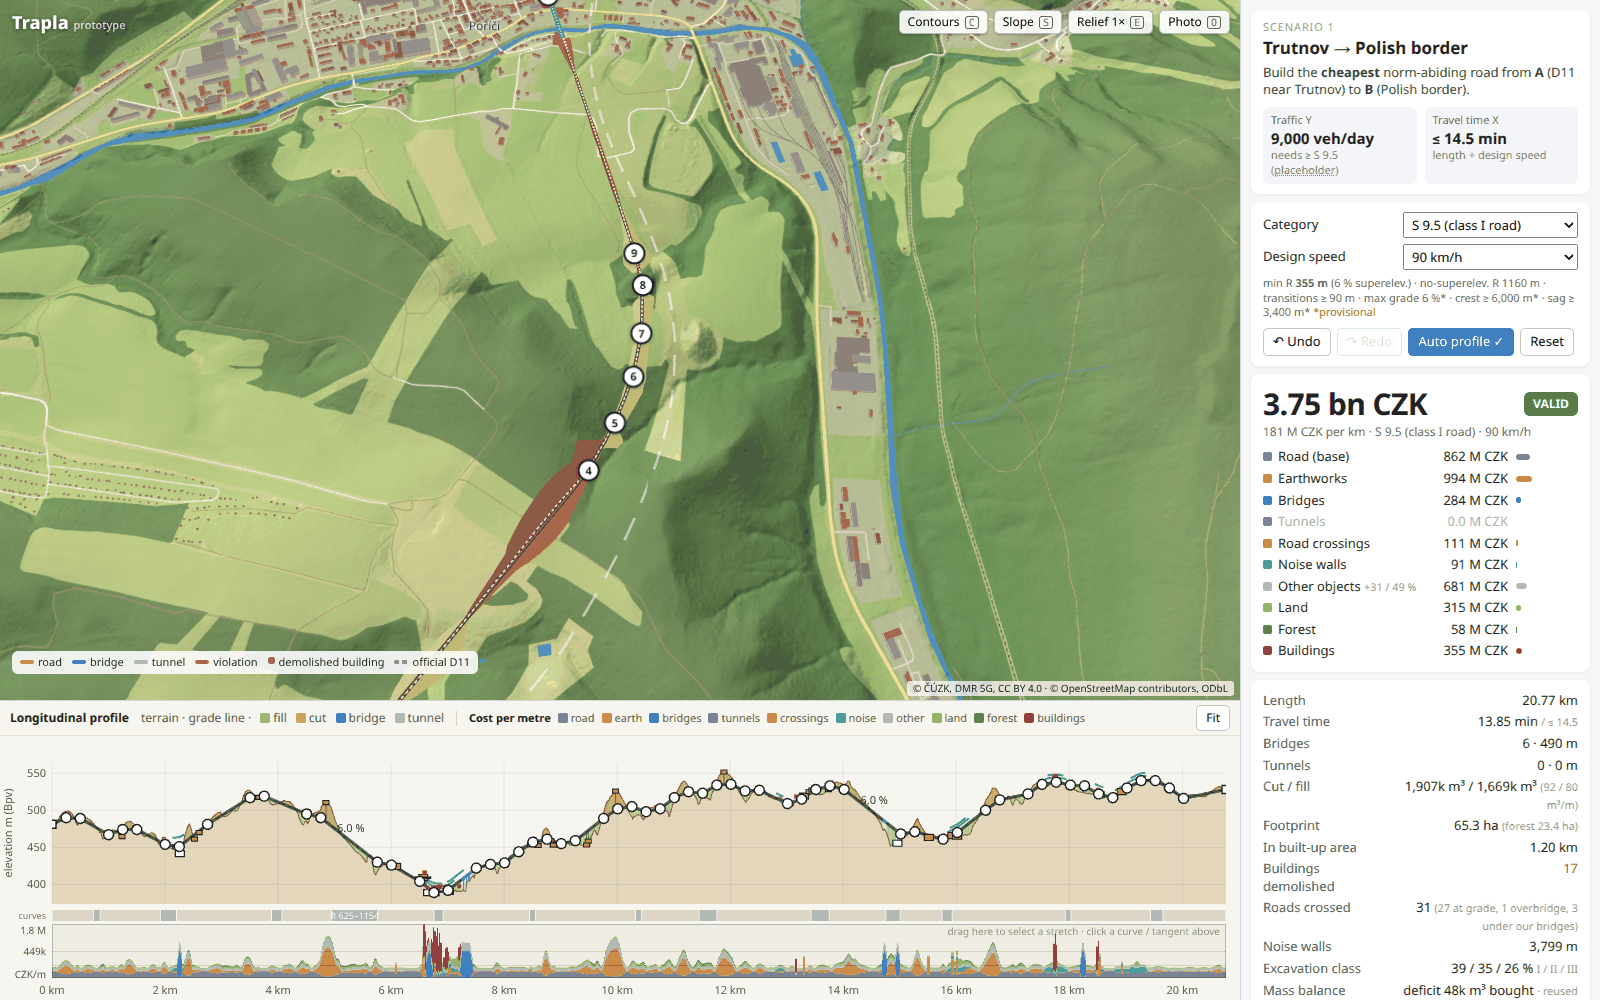 Trapla prototype
Poříčí
Contours C
Slope S
Relief 1× E
Photo O
9
8
7
6
5
4
road
bridge
tunnel
violation
demolished building
official D11
© ČÚZK, DMR 5G, CC BY 4.0 · © OpenStreetMap contributors, ODbL
SCENARIO 1
Trutnov → Polish border
Build the cheapest norm-abiding road from A (D11
near Trutnov) to B (Polish border).
Traffic Y
9,000 veh/day
needs ≥ S 9.5
(placeholder)
Travel time X
≤ 14.5 min
length ÷ design speed
Category
S 9.5 (class I road)
Design speed
90 km/h
min R 355 m (6 % superelev.) · no-superelev. R 1160 m ·
transitions ≥ 90 m · max grade 6 %* · crest ≥ 6,000 m* · sag ≥
3,400 m* *provisional
↶ Undo
↷ Redo
Auto profile ✓
Reset
3.75 bn CZK
VALID
181 M CZK per km · S 9.5 (class I road) · 90 km/h
Road (base) 862 M CZK
Earthworks 994 M CZK
Bridges 284 M CZK
Tunnels 0.0 M CZK
Road crossings 111 M CZK
Noise walls 91 M CZK
Other objects +31 / 49 % 681 M CZK
Land 315 M CZK
Forest 58 M CZK
Buildings 355 M CZK
Length 20.77 km
Travel time 13.85 min / ≤ 14.5
Bridges 6 · 490 m
Tunnels 0 · 0 m
Cut / fill 1,907k m³ / 1,669k m³ (92 / 80
m³/m)
Footprint 65.3 ha (forest 23.4 ha)
In built-up area 1.20 km
Buildings 17
demolished
Roads crossed 31 (27 at grade, 1 overbridge, 3
under our bridges)
Noise walls 3,799 m
Excavation class 39 / 35 / 26 % I / II / III
Mass balance deficit 48k m³ bought · reused
Longitudinal profile terrain · grade line · fill cut bridge tunnel
Cost per metre road earth bridges tunnels crossings noise other land forest buildings
Fit
elevation m (Bpv)
550
500
450
400
6.0 %
curves
R 625–1154
1.8 M
449k
CZK/m
drag here to select a stretch · click a curve / tangent above
0 km
2 km
4 km
6 km
8 km
10 km
12 km
14 km
16 km
18 km
20 km